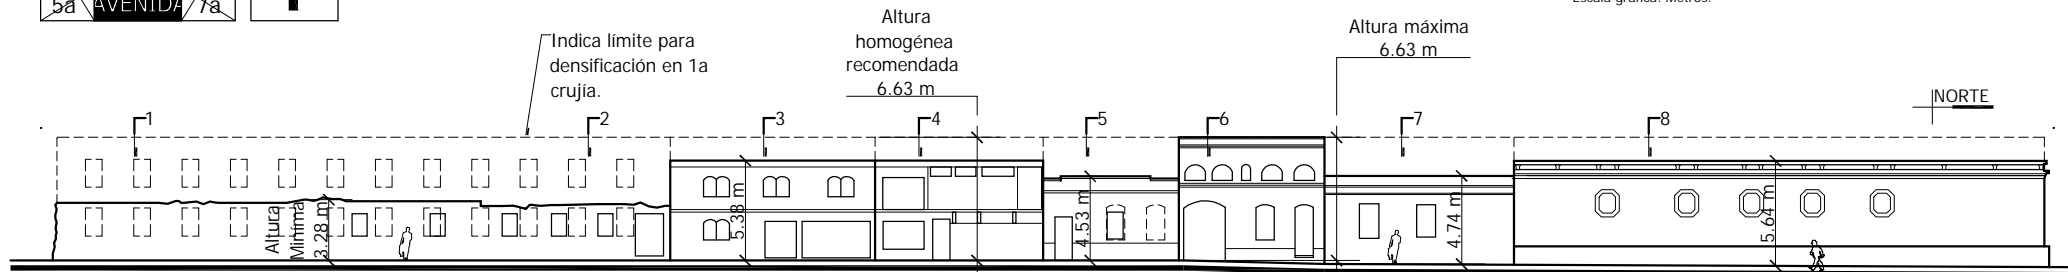 5a AVENIDA 7a
Escala gráfica: Metros.
Indica límite para
densificación en 1a
crujía.
Altura
homogénea
recomendada
6.63 m
Altura máxima
6.63 m
NORTE
1
2
3
4
5
6
7
8
Altura
Mínima
3.28 m
5.38 m
4.53 m
4.74 m
5.64 m